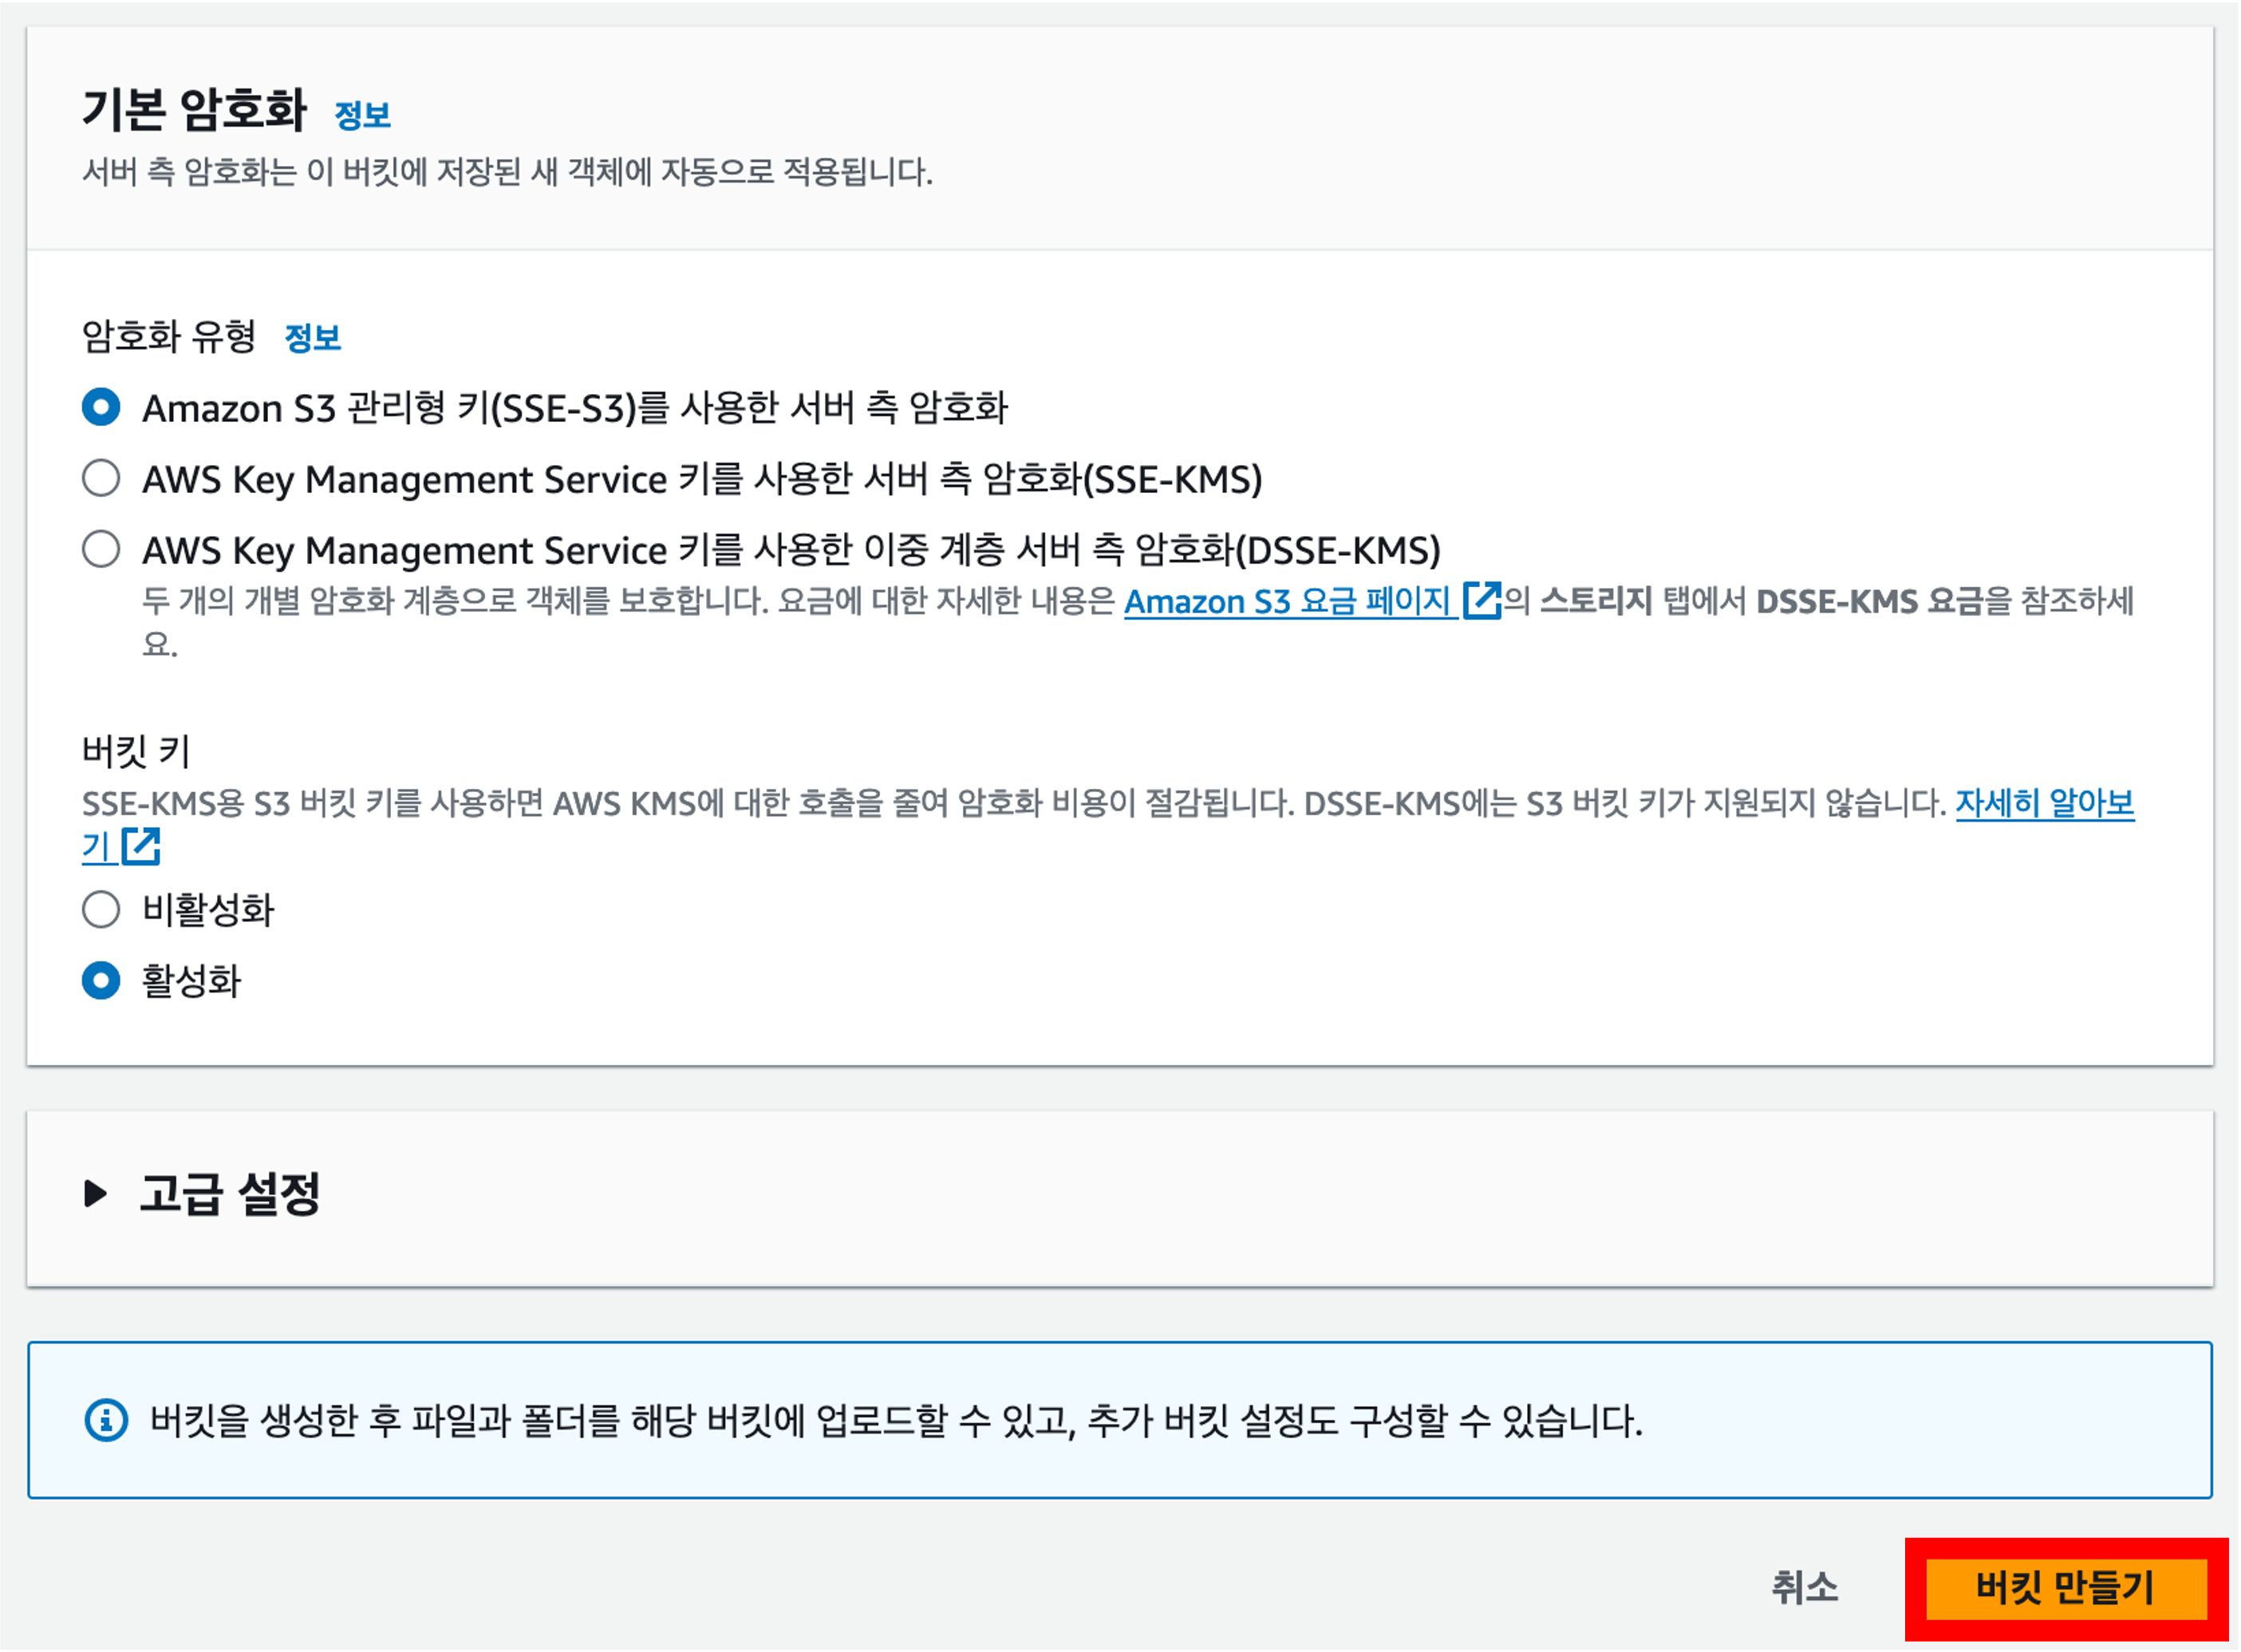 기본 암호화 정보
서버 측 암호화는 이 버킷에 저장된 새 객체에 자동으로 적용됩니다.
암호화 유형 정보
Amazon S3 관리형 키(SSE-S3)를 사용한 서버 측 암호화
AWS Key Management Service 키를 사용한 서버 측 암호화(SSE-KMS)
AWS Key Management Service 키를 사용한 이중 계층 서버 측 암호화(DSSE-KMS)
두 개의 개별 암호화 계층으로 객체를 보호합니다. 요금에 대한 자세한 내용은 Amazon S3 요금 페이지 의 스토리지 탭에서 DSSE-KMS 요금을 참조하세
요.
버킷 키
SSE-KMS용 S3 버킷 키를 사용하면 AWS KMS에 대한 호출을 줄여 암호화 비용이 절감됩니다. DSSE-KMS에는 S3 버킷 키가 지원되지 않습니다. 자세히 알아보
기
비활성화
활성화
고급 설정
버킷을 생성한 후 파일과 폴더를 해당 버킷에 업로드할 수 있고, 추가 버킷 설정도 구성할 수 있습니다.
취소 버킷 만들기